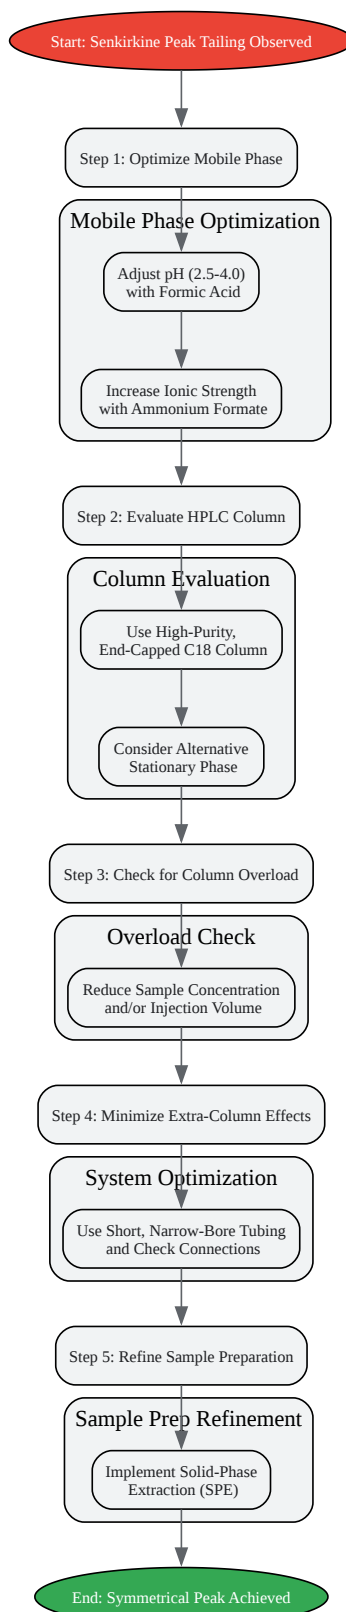 Start: Senkirkine Peak Tailing Observed
Step 1: Optimize Mobile Phase
Mobile Phase Optimization
Adjust pH (2.5-4.0)
with Formic Acid
Increase Ionic Strength
with Ammonium Formate
Step 2: Evaluate HPLC Column
Column Evaluation
Use High-Purity,
End-Capped C18 Column
Consider Alternative
Stationary Phase
Step 3: Check for Column Overload
Overload Check
Reduce Sample Concentration
and/or Injection Volume
Step 4: Minimize Extra-Column Effects
System Optimization
Use Short, Narrow-Bore Tubing
and Check Connections
Step 5: Refine Sample Preparation
Sample Prep Refinement
Implement Solid-Phase
Extraction (SPE)
End: Symmetrical Peak Achieved